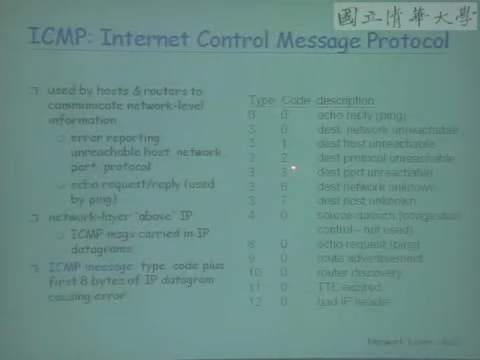 國立清華大學
ICMP: Internet Control Message Protocol
used by hosts & routers to
communicate network-level
information
error reporting:
unreachable host, network,
port, protocol
echo request/reply (used
by ping)
network-layer "above" IP:
ICMP msgs carried in IP
datagrams
ICMP message: type, code plus
first 8 bytes of IP datagram
causing error
Type Code description
0 0 echo reply (ping)
3 0 dest. network unreachable
3 1 dest host unreachable
3 2 dest protocol unreachable
3 3 dest port unreachable
3 6 dest network unknown
3 7 dest host unknown
4 0 source quench (congestion
control - not used)
8 0 echo request (ping)
9 0 route advertisement
10 0 router discovery
11 0 TTL expired
12 0 bad IP header
Network Layer